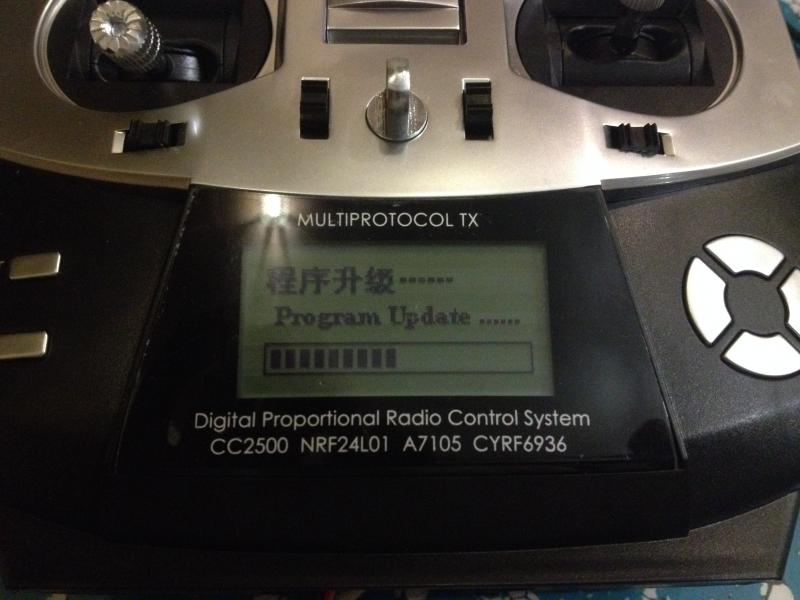 MULTIPROTOCOL TX
程序升级------
Program Update ......
Digital Proportional Radio Control System
CC2500 NRF24L01 A7105 CYRF6936